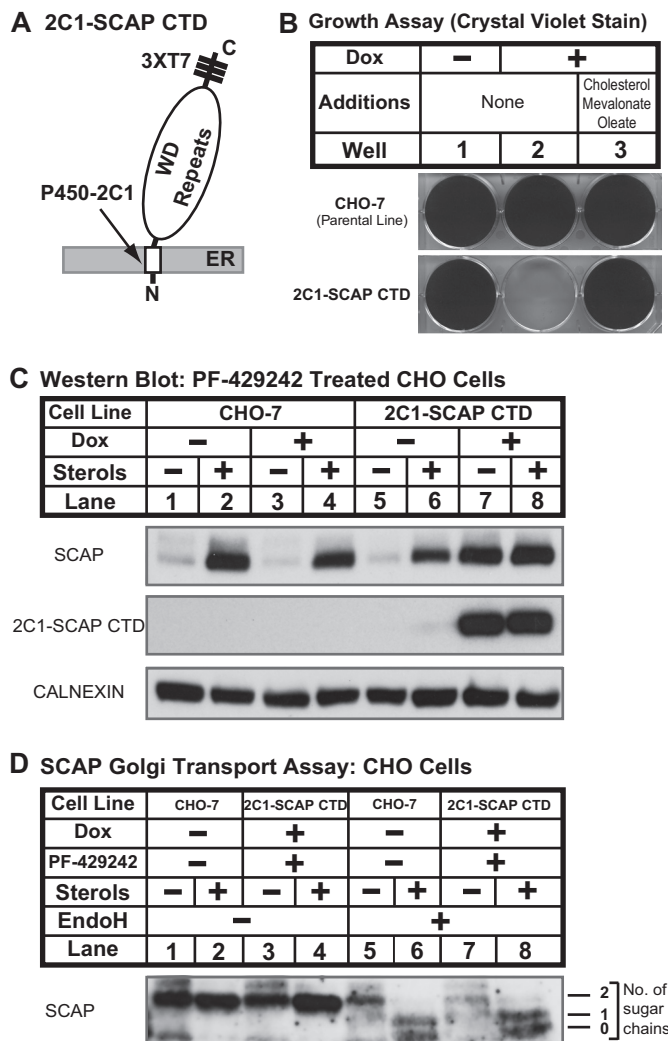 A 2C1-SCAP CTD
3XT7
C
WD
Repeats
P450-2C1
ER
N
B Growth Assay (Crystal Violet Stain)
Dox − +
Additions None Cholesterol
Mevalonate
Oleate
Well 1 2 3
CHO-7
(Parental Line)
2C1-SCAP CTD
C Western Blot: PF-429242 Treated CHO Cells
Cell Line CHO-7 2C1-SCAP CTD
Dox − + − +
Sterols − + − + − + − +
Lane 1 2 3 4 5 6 7 8
SCAP
2C1-SCAP CTD
CALNEXIN
D SCAP Golgi Transport Assay: CHO Cells
Cell Line CHO-7 2C1-SCAP CTD CHO-7 2C1-SCAP CTD
Dox − + − +
PF-429242 − + − +
Sterols − + − + − + − +
EndoH − +
Lane 1 2 3 4 5 6 7 8
SCAP
2
1
0
No. of
sugar
chains